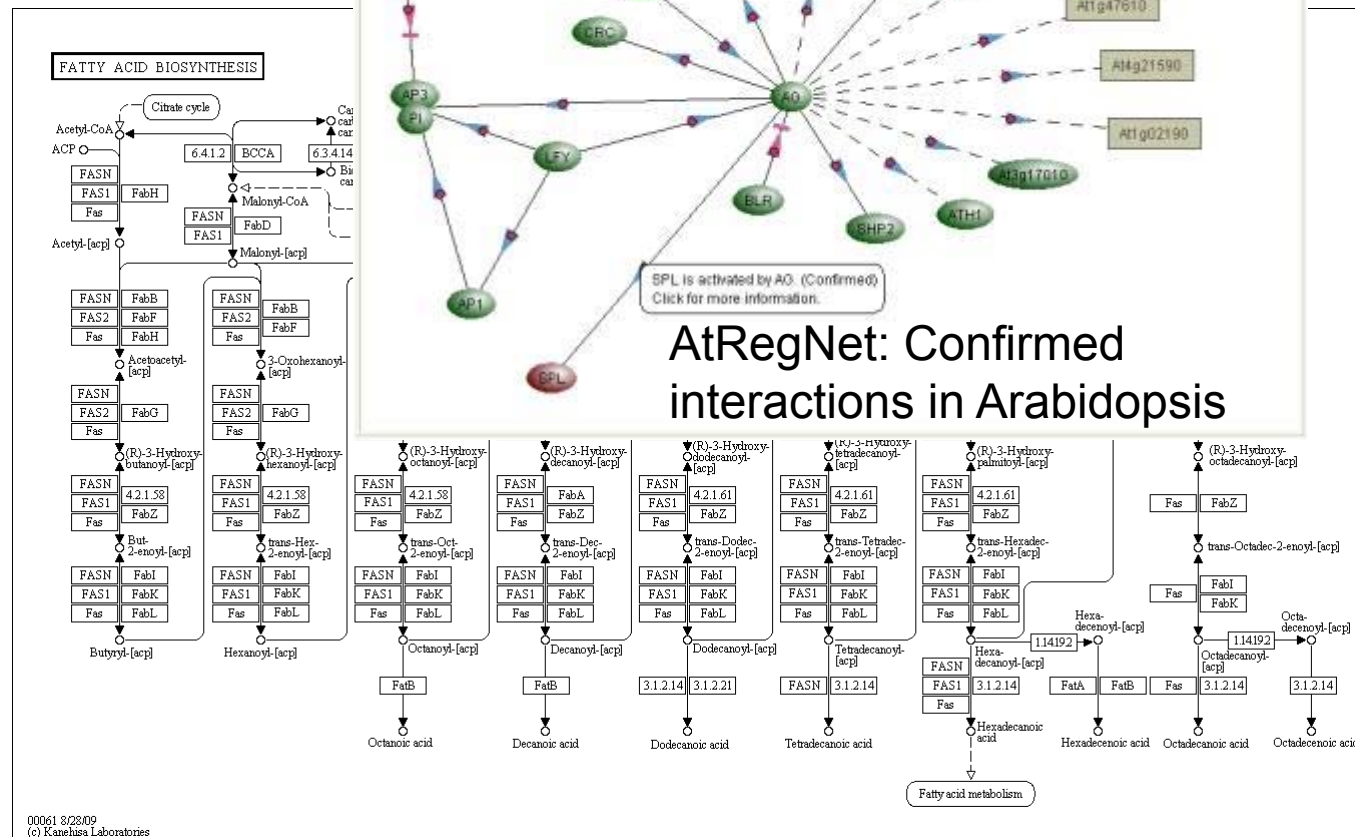 FATTY ACID BIOSYNTHESIS
Citrate cycle
Acetyl-CoA
ACP
6.4.1.2 BCCA
6.3.4.14
FASN
FAS1 FabH
Fas
Malonyl-CoA
FASN
FAS1 FabD
Acetyl-[acp]
Malonyl-[acp]
FASN FabB
FAS2 FabF
Fas FabH
FASN
FAS2
Fas
FabB
FabF
Acetoacetyl-
[acp]
3-Oxohexanoyl-
[acp]
FASN
FAS2 FabG
Fas
FASN
FAS2 FabG
Fas
At1g47610
CRC
At4g21590
AP3
PI
AG
At1g02190
LFY
At3g17010
BLR
ATH1
SHP2
SPL is activated by AG. (Confirmed)
Click for more information.
AP1
SPL
AtRegNet: Confirmed
interactions in Arabidopsis
(R)-3-Hydroxy-
butanoyl-[acp]
(R)-3-Hydroxy-
hexanoyl-[acp]
(R)-3-Hydroxy-
octanoyl-[acp]
(R)-3-Hydroxy-
decanoyl-[acp]
(R)-3-Hydroxy-
dodecanoyl-
[acp]
(R)-3-Hydroxy-
tetradecanoyl-
[acp]
(R)-3-Hydroxy-
palmitoyl-[acp]
(R)-3-Hydroxy-
octadecanoyl-[acp]
FASN
FAS1
Fas
4.2.1.58
FabZ
FASN
FAS1
Fas
4.2.1.58
FabZ
FASN
FAS1
Fas
4.2.1.58
FabZ
FASN
FAS1
Fas
FabA
FabZ
FASN
FAS1
Fas
4.2.1.61
FabZ
FASN
FAS1
Fas
4.2.1.61
FabZ
FASN
FAS1
Fas
4.2.1.61
FabZ
Fas FabZ
But-
2-enoyl-[acp]
trans-Hex-
2-enoyl-[acp]
trans-Oct-
2-enoyl-[acp]
trans-Dec-
2-enoyl-[acp]
trans-Dodec-
2-enoyl-[acp]
trans-Tetradec-
2-enoyl-[acp]
trans-Hexadec-
2-enoyl-[acp]
trans-Octadec-2-enoyl-[acp]
FASN FabI
FAS1 FabK
Fas FabL
FASN FabI
FAS1 FabK
Fas FabL
FASN FabI
FAS1 FabK
Fas FabL
FASN FabI
FAS1 FabK
Fas FabL
FASN FabI
FAS1 FabK
Fas FabL
FASN FabI
FAS1 FabK
Fas FabL
FASN FabI
FAS1 FabK
Fas FabL
Fas
FabI
FabK
Butyryl-[acp]
Hexanoyl-[acp]
Octanoyl-[acp]
Decanoyl-[acp]
Dodecanoyl-[acp]
Tetradecanoyl-
[acp]
Hexa-
decanoyl-[acp]
1.14.19.2
Hexa-
decenoyl-[acp]
Octadecanoyl-
[acp]
1.14.19.2
Octa-
decenoyl-[acp]
FatB
FatB
3.1.2.14 3.1.2.21
FASN 3.1.2.14
FASN
FAS1 3.1.2.14
Fas
FatA FatB
Fas 3.1.2.14
3.1.2.14
Octanoic acid
Decanoic acid
Dodecanoic acid
Tetradecanoic acid
Hexadecanoic
acid
Hexadecenoic acid
Octadecanoic acid
Octadecenoic acid
Fatty acid metabolism
00061 8/28/09
(c) Kanehisa Laboratories